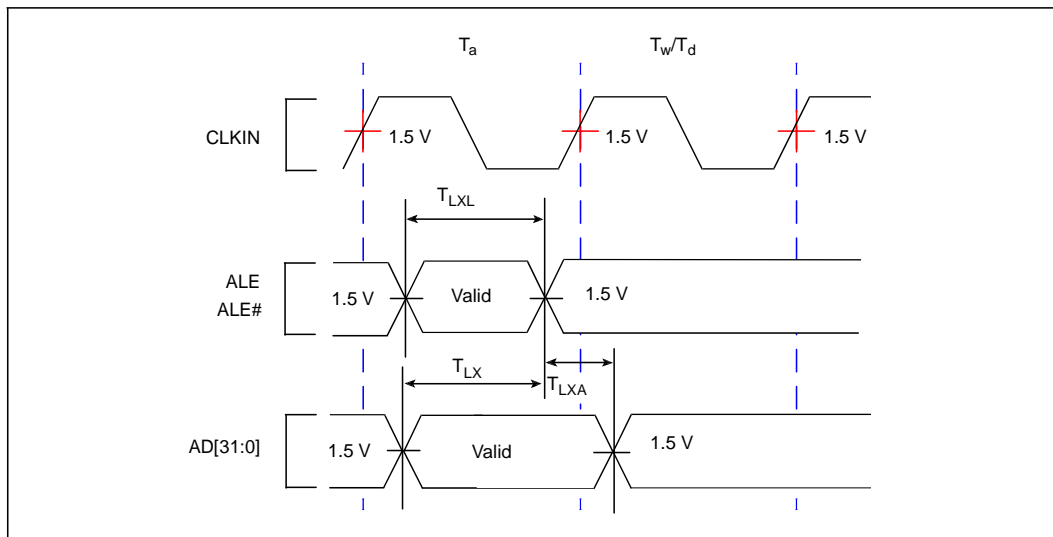 Ta Tw/Td
CLKIN 1.5 V 1.5 V 1.5 V
TLXL
ALE
ALE# 1.5 V Valid 1.5 V
TLX TLXA
AD[31:0] 1.5 V Valid 1.5 V